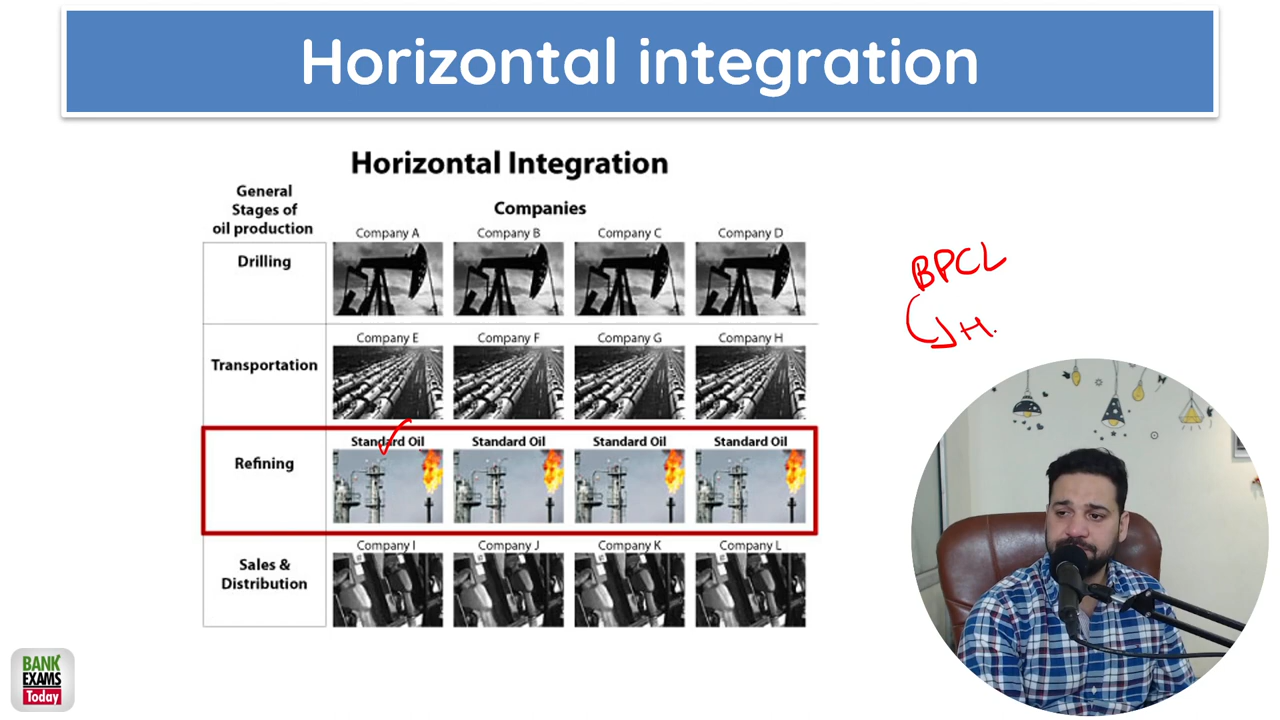 Horizontal integration
Horizontal Integration
General
Stages of
oil production
Companies
Company A
Company B
Company C
Company D
Drilling
Company E
Company F
Company G
Company H
Transportation
Standard Oil
Standard Oil
Standard Oil
Standard Oil
Refining
Company I
Company J
Company K
Company L
Sales &
Distribution
BPCL
H.
BANK
EXAMS
Today